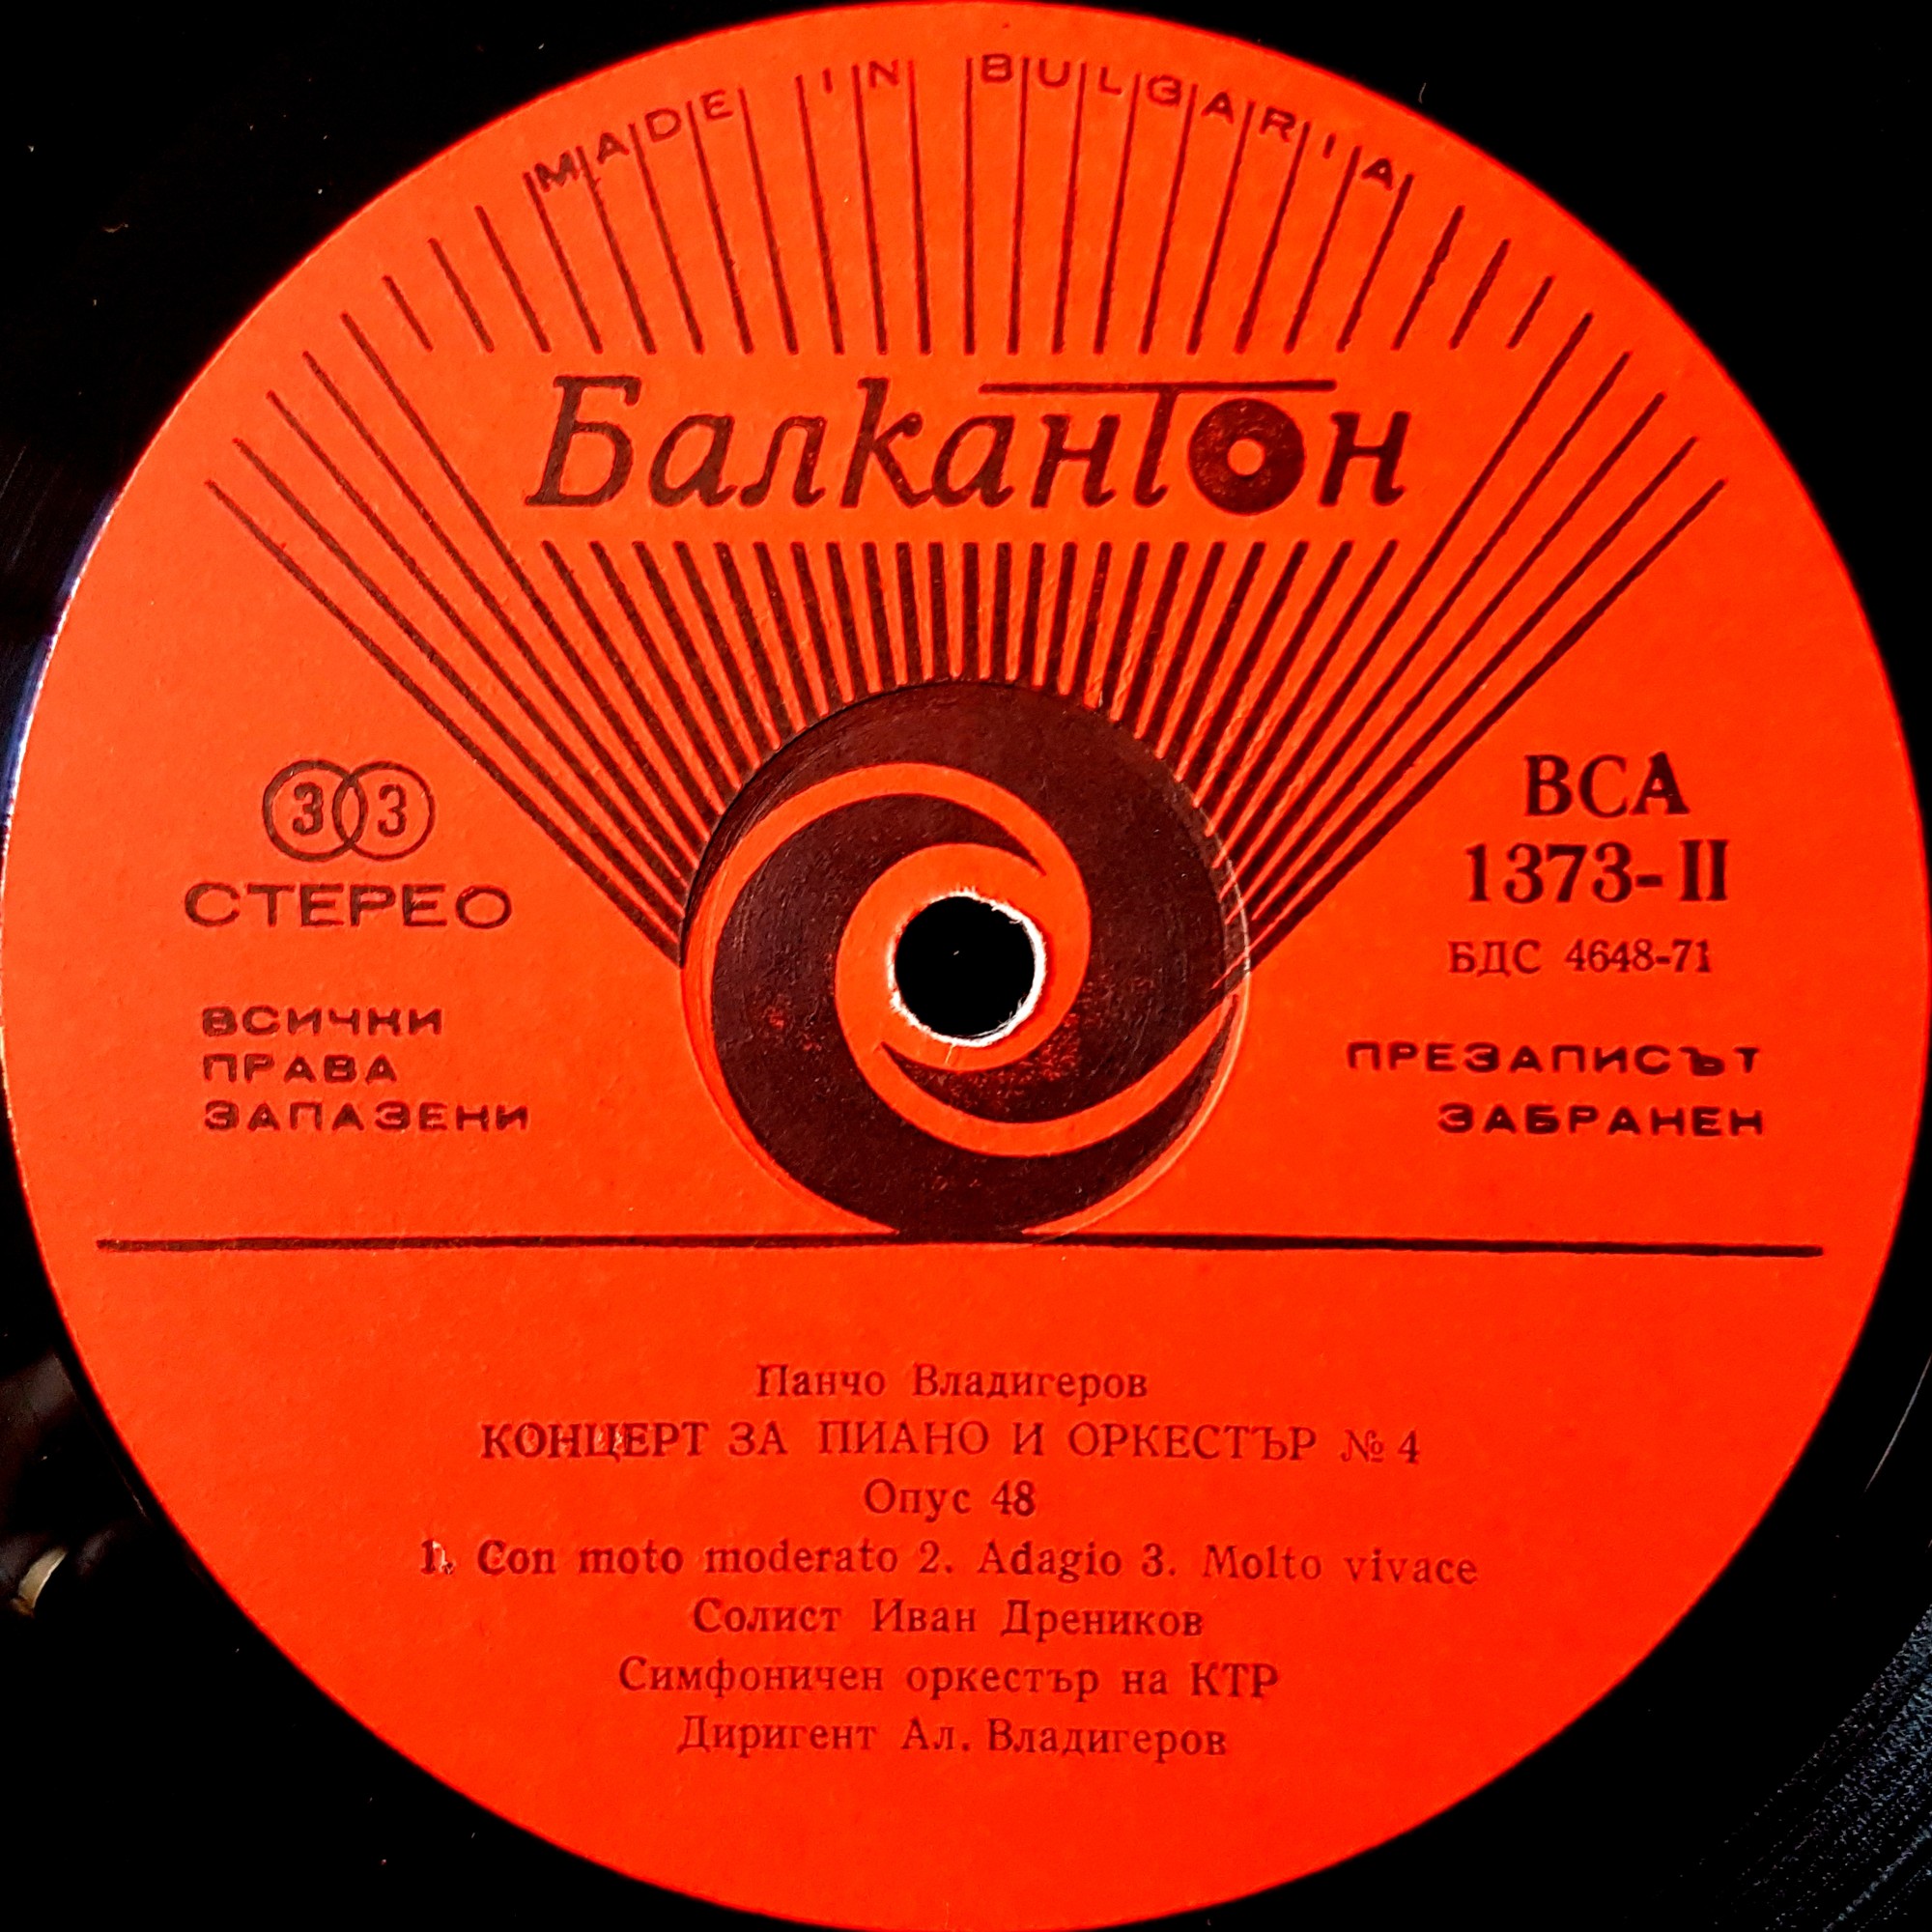 MADE IN BULGARIA
Балкантон
33
СТЕРЕО
ВСИЧКИ
ПРАВА
ЗАПАЗЕНИ
ВСА
1373-II
БДС 4648-71
ПРЕЗАПИСЪТ
ЗАБРАНЕН
Панчо Владигеров
КОНЦЕРТ ЗА ПИАНО И ОРКЕСТЪР № 4
Опус 48
1. Con moto moderato 2. Adagio 3. Molto vivace
Солист Иван Дреников
Симфоничен оркестър на КТР
Диригент Ал. Владигеров